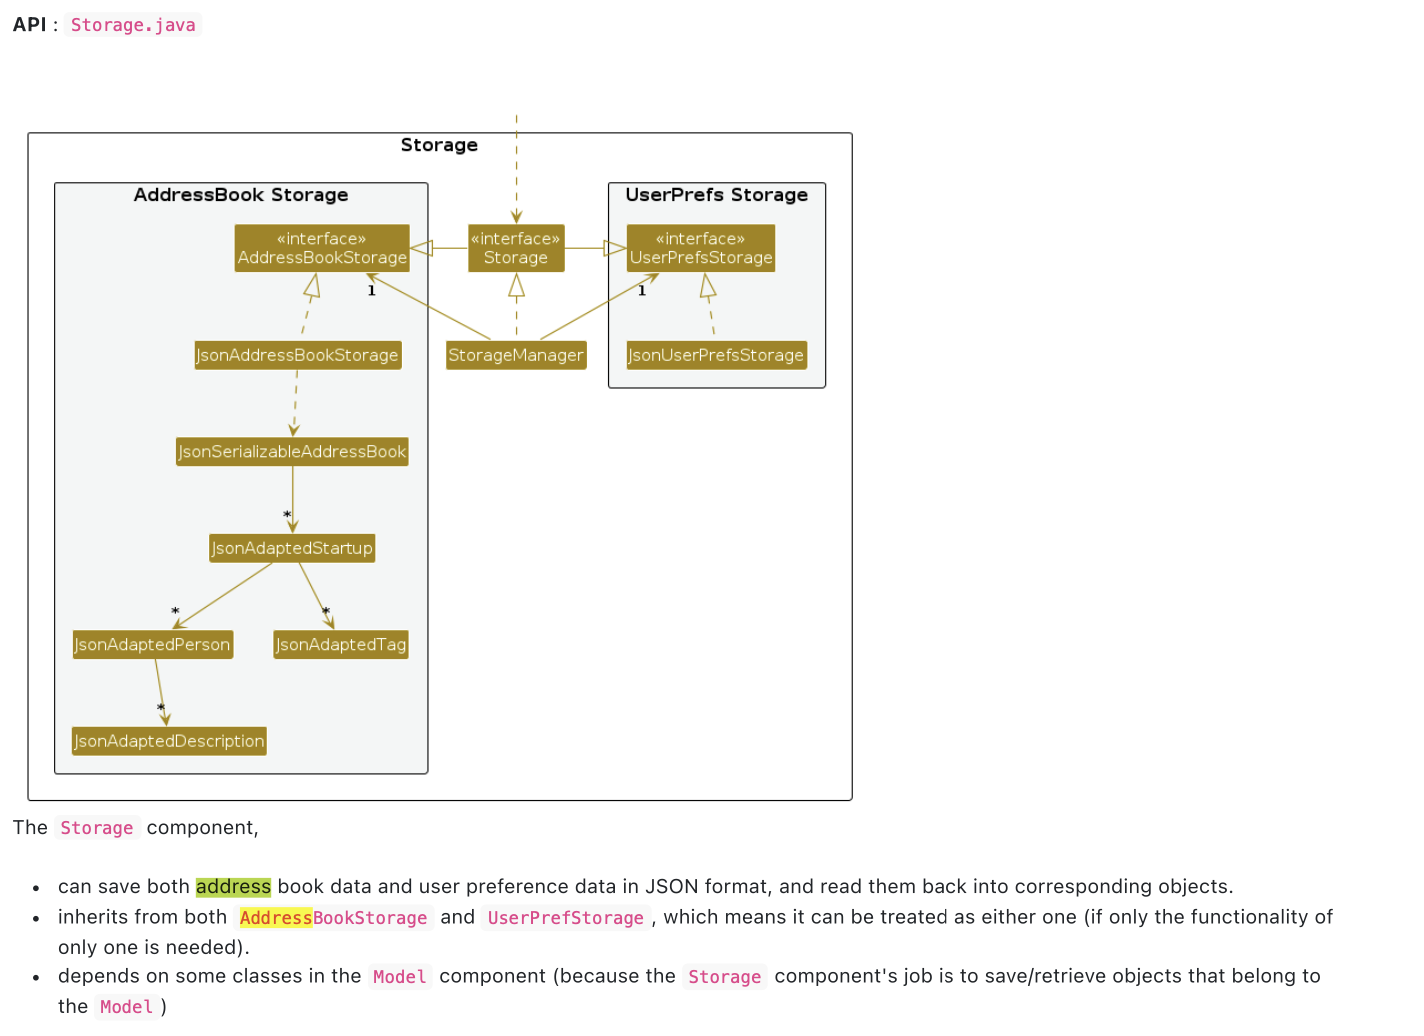 API : Storage.java
Storage
AddressBook Storage
UserPrefs Storage
«interface»
AddressBookStorage
«interface»
Storage
«interface»
UserPrefsStorage
1
1
JsonAddressBookStorage
StorageManager
JsonUserPrefsStorage
JsonSerializableAddressBook
*
JsonAdaptedStartup
*
*
JsonAdaptedPerson
JsonAdaptedTag
*
JsonAdaptedDescription
The Storage component,
• can save both address book data and user preference data in JSON format, and read them back into corresponding objects.
• inherits from both AddressBookStorage and UserPrefStorage, which means it can be treated as either one (if only the functionality of
only one is needed).
• depends on some classes in the Model component (because the Storage component's job is to save/retrieve objects that belong to
the Model )